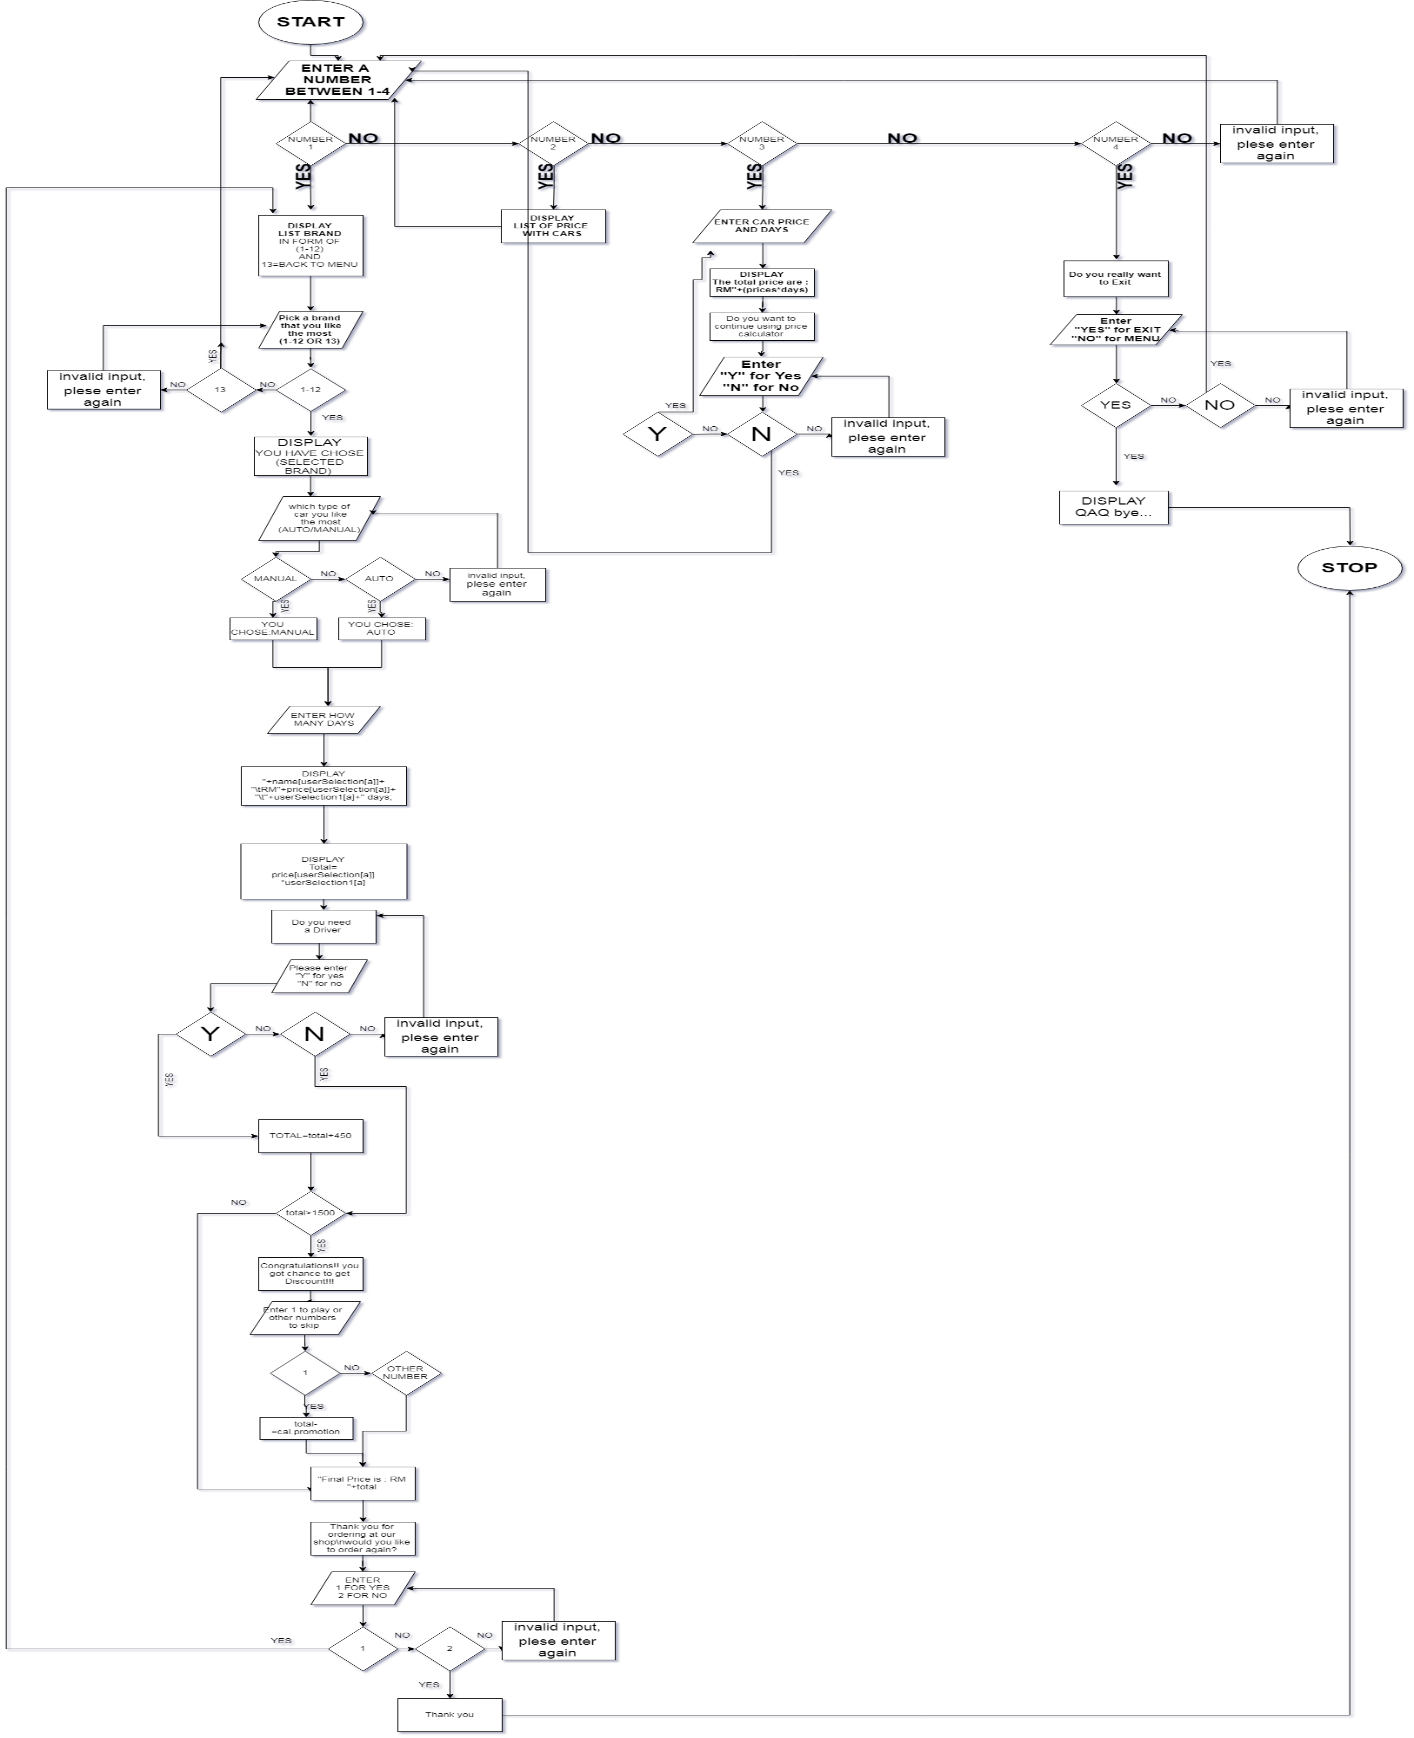 START
ENTER A
NUMBER
BETWEEN 1-4
NUMBER
1
NO
NUMBER
2
NO
NUMBER
3
NO
NUMBER
4
NO
invalid input,
plese enter
again
YES
YES
YES
YES
DISPLAY
LIST BRAND
IN FORM OF
(1-12)
AND
13=BACK TO MENU
DISPLAY
LIST OF PRICE
WITH CARS
ENTER CAR PRICE
AND DAYS
DISPLAY
The total price are :
RM"+(prices*days)
Do you want to
continue using price
calculator
Enter
"Y" for Yes
"N" for No
YES
Y
NO
N
NO
invalid input,
plese enter
again
YES
Do you really want
to Exit
Enter
"YES" for EXIT
"NO" for MENU
YES
YES
NO
NO
NO
invalid input,
plese enter
again
YES
DISPLAY
QAQ bye...
STOP
Pick a brand
that you like
the most
(1-12 OR 13)
YES
invalid input,
plese enter
again
NO
13
NO
1-12
YES
DISPLAY
YOU HAVE CHOSE
(SELECTED
BRAND)
which type of
car you like
the most
(AUTO/MANUAL)
MANUAL
NO
AUTO
NO
invalid input,
plese enter
again
YES
YES
YOU
CHOSE:MANUAL
YOU CHOSE:
AUTO
ENTER HOW
MANY DAYS
DISPLAY
"+name[userSelection[a]]+
"\tRM"+price[userSelection[a]]+
"\t"+userSelection1[a]+" days,
DISPLAY
Total=
price[userSelection[a]]
*userSelection1[a]
Do you need
a Driver
Please enter
"Y" for yes
"N" for no
Y
NO
N
NO
invalid input,
plese enter
again
YES
YES
TOTAL=total+450
NO
total>1500
YES
Congratulations!! you
got chance to get
Discount!!!
Enter 1 to play or
other numbers
to skip
1
NO
OTHER
NUMBER
YES
total-
=cal.promotion
"Final Price is : RM
"+total
Thank you for
ordering at our
shop\nwould you like
to order again?
ENTER
1 FOR YES
2 FOR NO
YES
1
NO
2
NO
invalid input,
plese enter
again
YES
Thank you